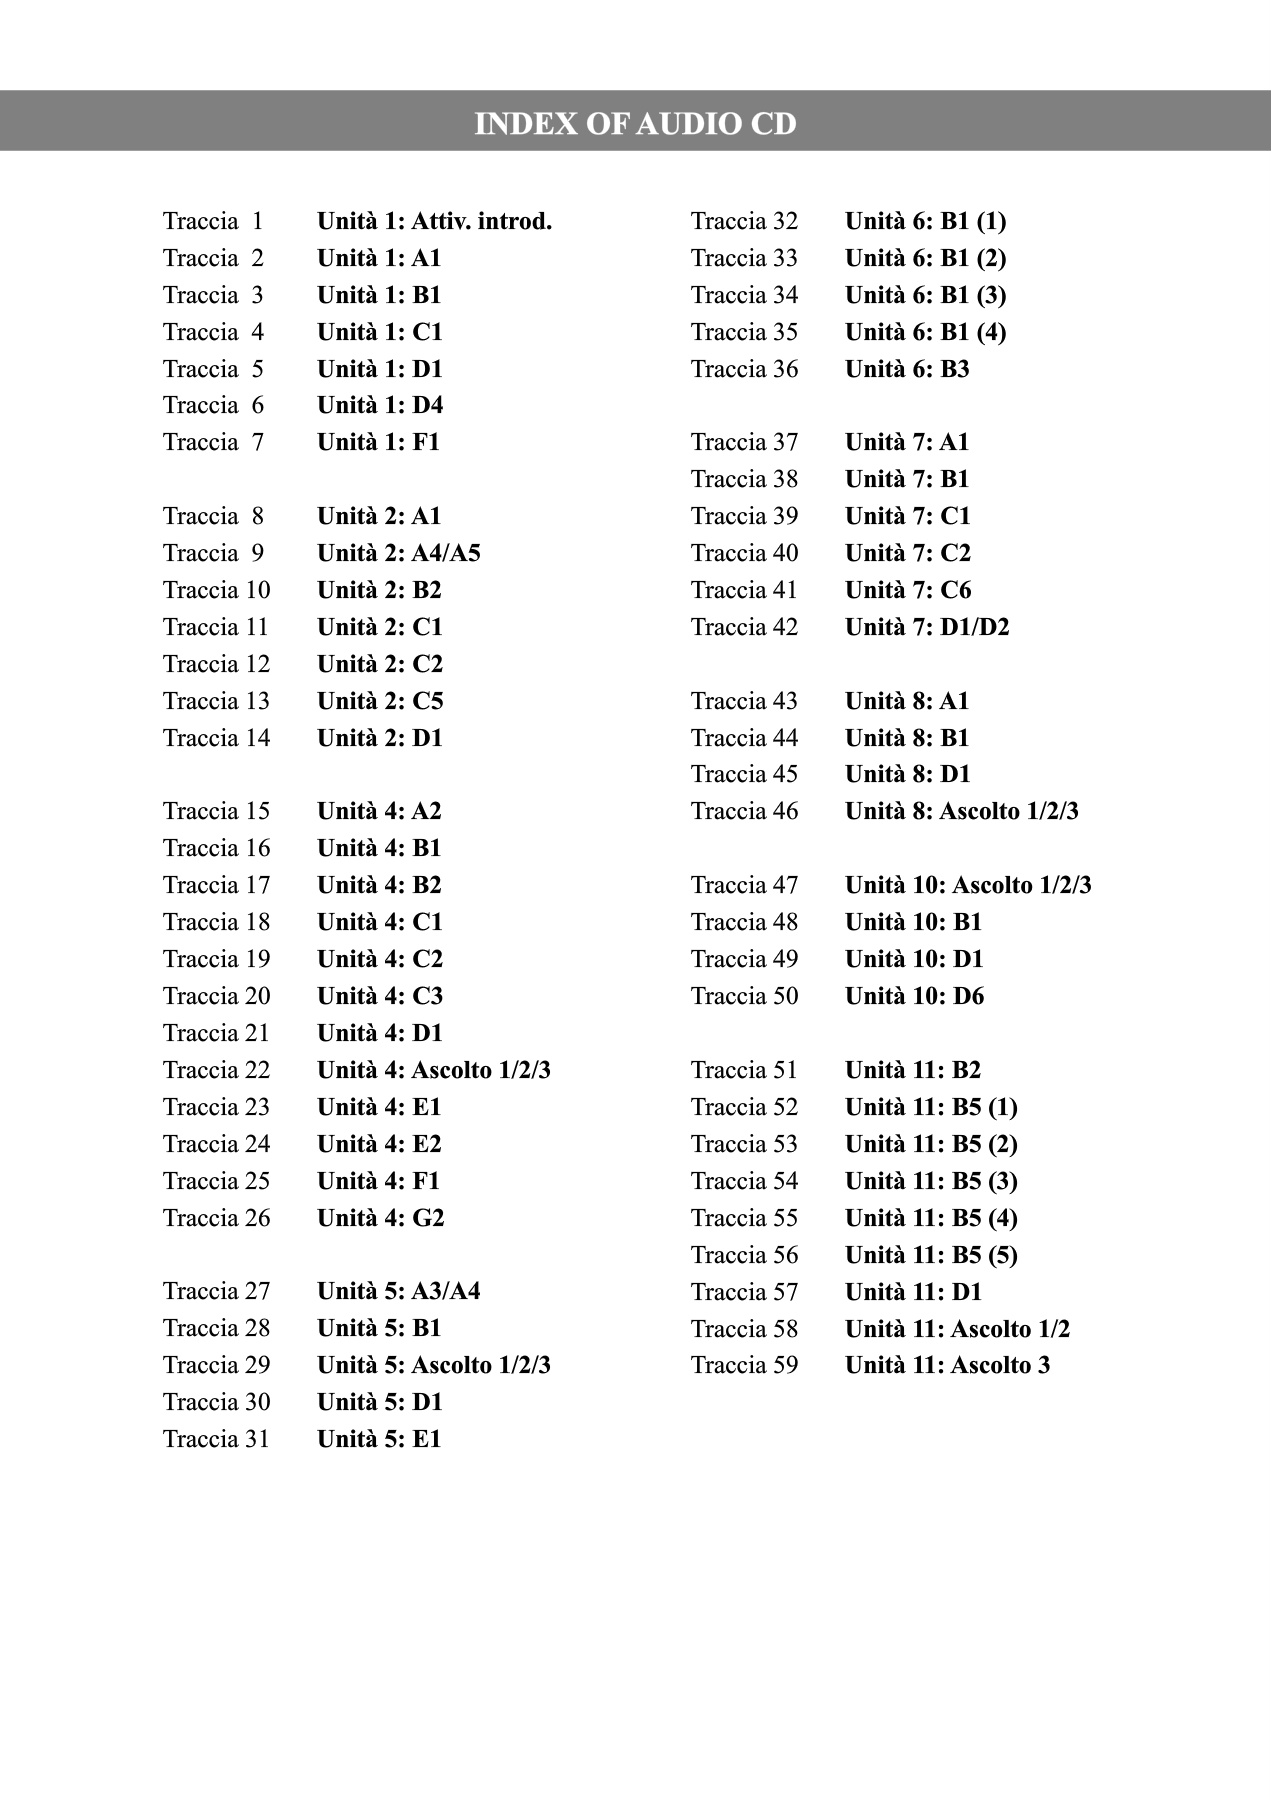 INDEX OF AUDIO CD
Traccia 1 Unità 1: Attiv. introd.
Traccia 2 Unità 1: A1
Traccia 3 Unità 1: B1
Traccia 4 Unità 1: C1
Traccia 5 Unità 1: D1
Traccia 6 Unità 1: D4
Traccia 7 Unità 1: F1
Traccia 8 Unità 2: A1
Traccia 9 Unità 2: A4/A5
Traccia 10 Unità 2: B2
Traccia 11 Unità 2: C1
Traccia 12 Unità 2: C2
Traccia 13 Unità 2: C5
Traccia 14 Unità 2: D1
Traccia 15 Unità 4: A2
Traccia 16 Unità 4: B1
Traccia 17 Unità 4: B2
Traccia 18 Unità 4: C1
Traccia 19 Unità 4: C2
Traccia 20 Unità 4: C3
Traccia 21 Unità 4: D1
Traccia 22 Unità 4: Ascolto 1/2/3
Traccia 23 Unità 4: E1
Traccia 24 Unità 4: E2
Traccia 25 Unità 4: F1
Traccia 26 Unità 4: G2
Traccia 27 Unità 5: A3/A4
Traccia 28 Unità 5: B1
Traccia 29 Unità 5: Ascolto 1/2/3
Traccia 30 Unità 5: D1
Traccia 31 Unità 5: E1
Traccia 32 Unità 6: B1 (1)
Traccia 33 Unità 6: B1 (2)
Traccia 34 Unità 6: B1 (3)
Traccia 35 Unità 6: B1 (4)
Traccia 36 Unità 6: B3
Traccia 37 Unità 7: A1
Traccia 38 Unità 7: B1
Traccia 39 Unità 7: C1
Traccia 40 Unità 7: C2
Traccia 41 Unità 7: C6
Traccia 42 Unità 7: D1/D2
Traccia 43 Unità 8: A1
Traccia 44 Unità 8: B1
Traccia 45 Unità 8: D1
Traccia 46 Unità 8: Ascolto 1/2/3
Traccia 47 Unità 10: Ascolto 1/2/3
Traccia 48 Unità 10: B1
Traccia 49 Unità 10: D1
Traccia 50 Unità 10: D6
Traccia 51 Unità 11: B2
Traccia 52 Unità 11: B5 (1)
Traccia 53 Unità 11: B5 (2)
Traccia 54 Unità 11: B5 (3)
Traccia 55 Unità 11: B5 (4)
Traccia 56 Unità 11: B5 (5)
Traccia 57 Unità 11: D1
Traccia 58 Unità 11: Ascolto 1/2
Traccia 59 Unità 11: Ascolto 3